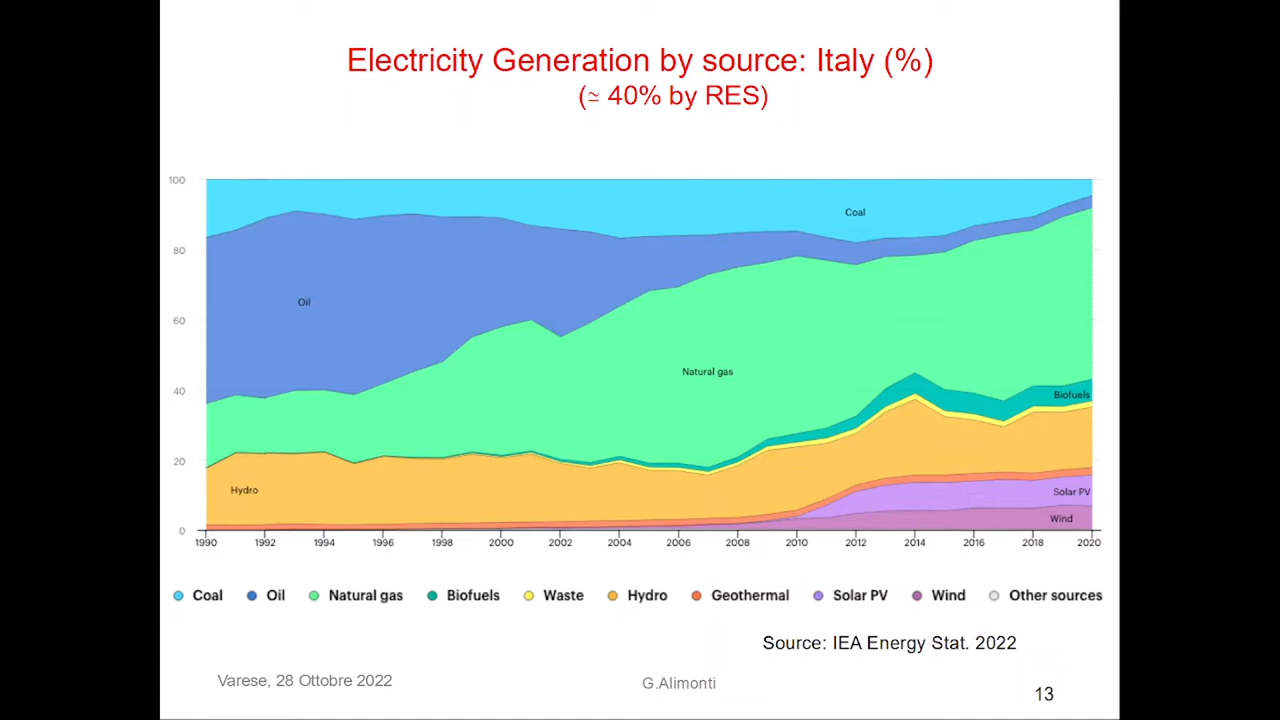 Electricity Generation by source: Italy (%)
(≃ 40% by RES)
100
80
60
40
20
0
Coal
Oil
Natural gas
Biofuels
Hydro
Solar PV
Wind
1990 1992 1994 1996 1998 2000 2002 2004 2006 2008 2010 2012 2014 2016 2018 2020
Coal Oil Natural gas Biofuels Waste Hydro Geothermal Solar PV Wind Other sources
Source: IEA Energy Stat. 2022
Varese, 28 Ottobre 2022 G.Alimonti 13